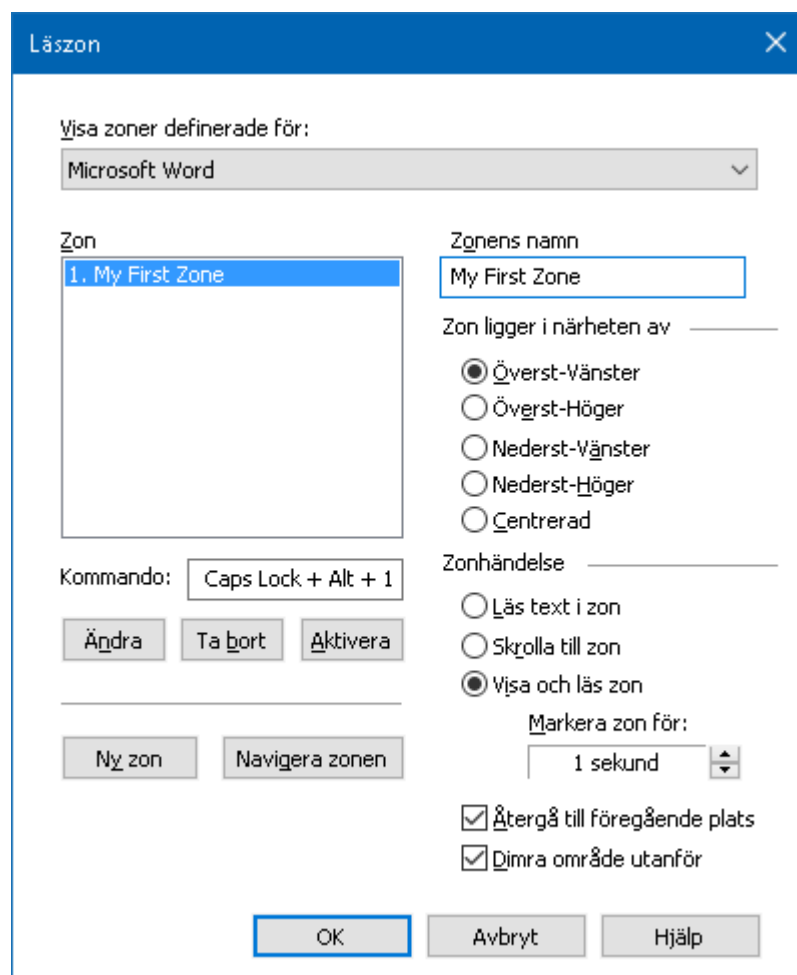 Läszon
Visa zoner definerade för:
Microsoft Word
Zon
1. My First Zone
Kommando: Caps Lock + Alt + 1
Ändra Ta bort Aktivera
Ny zon Navigera zonen
Zonens namn
My First Zone
Zon ligger i närheten av
Överst-Vänster
Överst-Höger
Nederst-Vänster
Nederst-Höger
Centrerad
Zonhändelse
Läs text i zon
Skrolla till zon
Visa och läs zon
Markera zon för:
1 sekund
Återgå till föregående plats
Dimra område utanför
OK Avbryt Hjälp